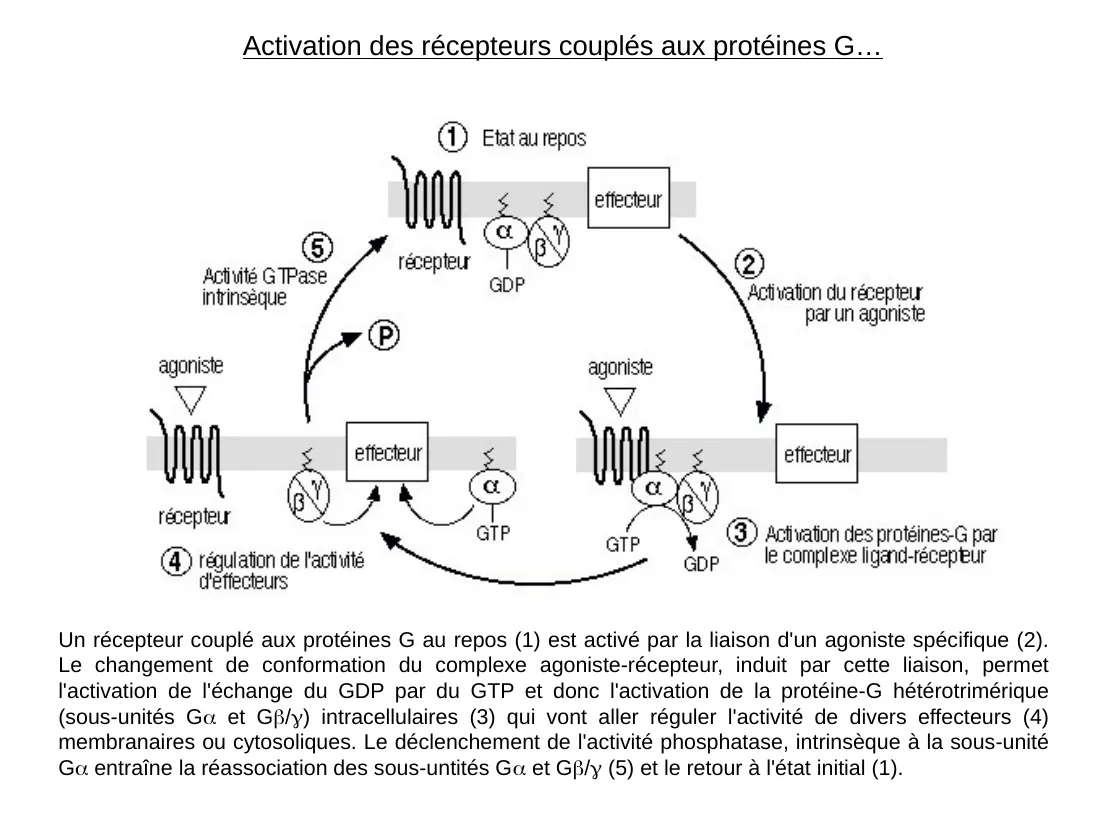 Activation des récepteurs couplés aux protéines G…
1 Etat au repos
effecteur
α
β γ
récepteur
GDP
5
Activité GTPase
intrinsèque
2
Activation du récepteur
par un agoniste
P
agoniste
effecteur
β γ
α
récepteur
GTP
4 régulation de l'activité
d'effecteurs
agoniste
effecteur
α
β γ
GTP
GDP
3 Activation des protéines-G par
le complexe ligand-récepteur
Un récepteur couplé aux protéines G au repos (1) est activé par la liaison d'un agoniste spécifique (2).
Le changement de conformation du complexe agoniste-récepteur, induit par cette liaison, permet
l'activation de l'échange du GDP par du GTP et donc l'activation de la protéine-G hétérotrimérique
(sous-unités Gα et Gβ/γ) intracellulaires (3) qui vont aller réguler l'activité de divers effecteurs (4)
membranaires ou cytosoliques. Le déclenchement de l'activité phosphatase, intrinsèque à la sous-unité
Gα entraîne la réassociation des sous-untités Gα et Gβ/γ (5) et le retour à l'état initial (1).